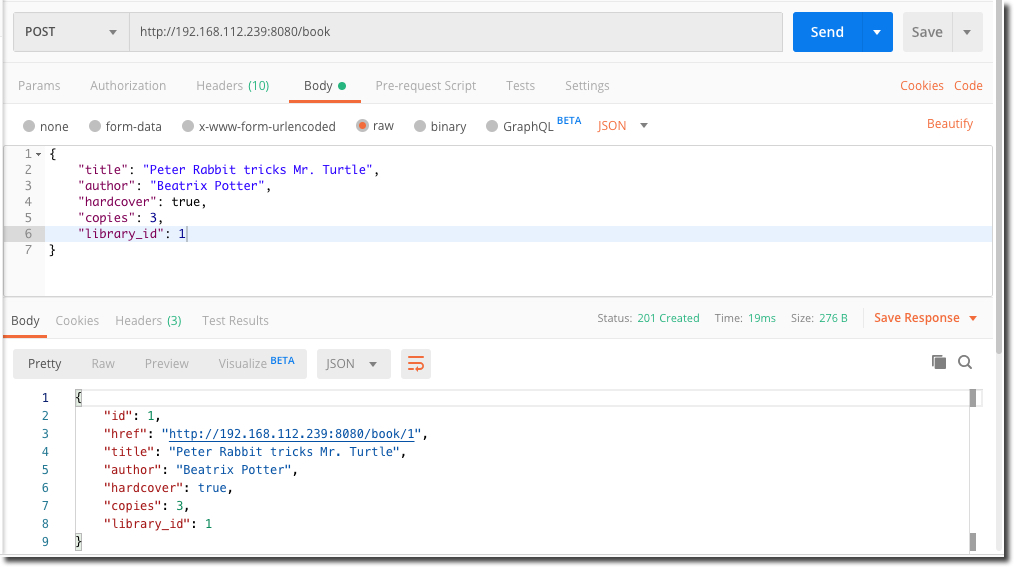 POST http://192.168.112.239:8080/book Send Save
Params Authorization Headers (10) Body Pre-request Script Tests Settings Cookies Code
none form-data x-www-form-urlencoded raw binary GraphQL BETA JSON Beautify
1 {
2 "title": "Peter Rabbit tricks Mr. Turtle",
3 "author": "Beatrix Potter",
4 "hardcover": true,
5 "copies": 3,
6 "library_id": 1
7 }
Body Cookies Headers (3) Test Results Status: 201 Created Time: 19ms Size: 276 B Save Response
Pretty Raw Preview Visualize BETA JSON
1 {
2 "id": 1,
3 "href": "http://192.168.112.239:8080/book/1",
4 "title": "Peter Rabbit tricks Mr. Turtle",
5 "author": "Beatrix Potter",
6 "hardcover": true,
7 "copies": 3,
8 "library_id": 1
9 }